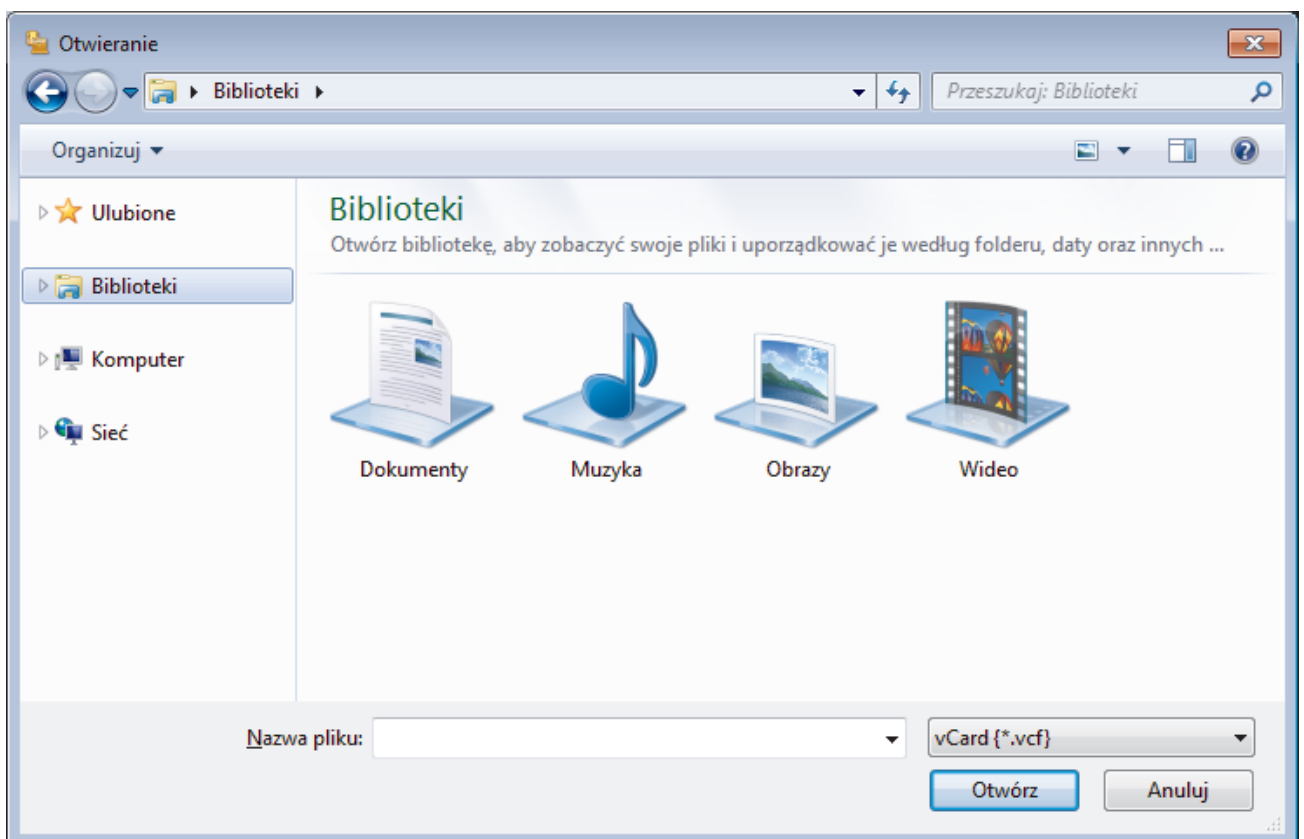 Otwieranie
Biblioteki
Przeszukaj: Biblioteki
Organizuj
Ulubione
Biblioteki
Komputer
Sieć
Biblioteki
Otwórz bibliotekę, aby zobaczyć swoje pliki i uporządkować je według folderu, daty oraz innych ...
Dokumenty Muzyka Obrazy Wideo
Nazwa pliku: vCard {*.vcf}
Otwórz Anuluj